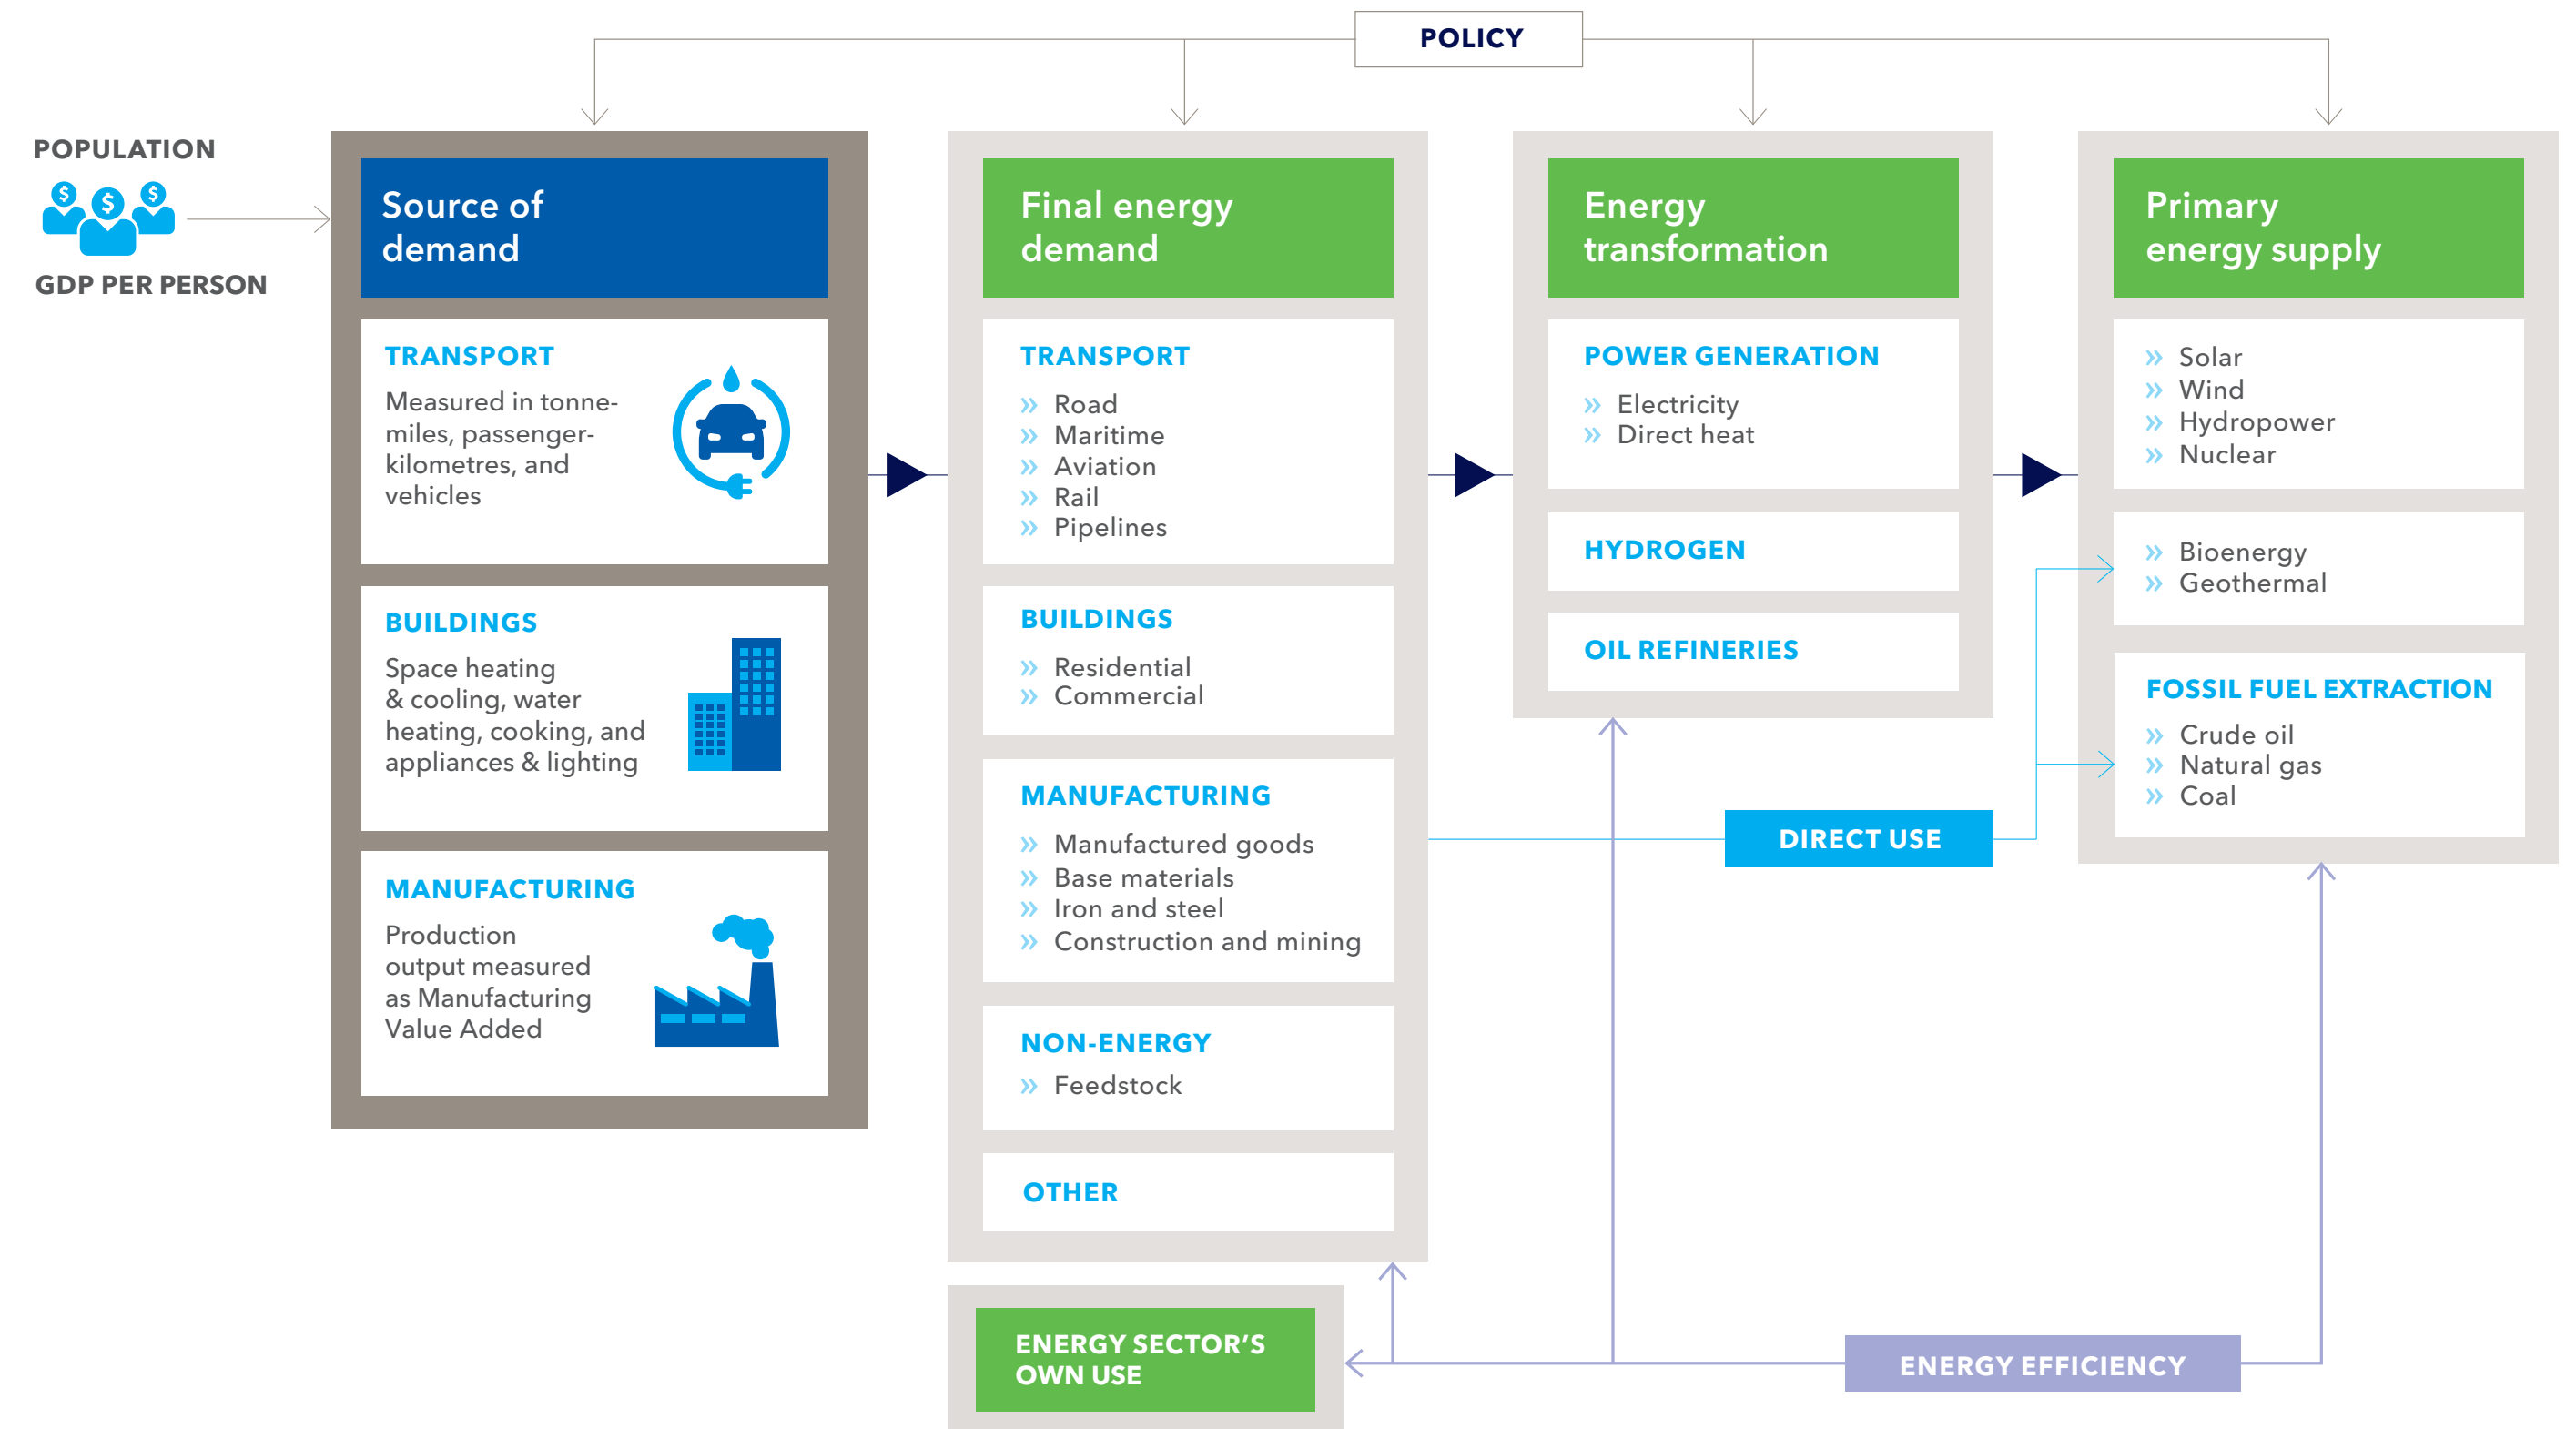 POLICY
POPULATION
$ $ $
GDP PER PERSON
Source of
demand
TRANSPORT
Measured in tonne-
miles, passenger-
kilometres, and
vehicles
BUILDINGS
Space heating
& cooling, water
heating, cooking, and
appliances & lighting
MANUFACTURING
Production
output measured
as Manufacturing
Value Added
Final energy
demand
TRANSPORT
» Road
» Maritime
» Aviation
» Rail
» Pipelines
BUILDINGS
» Residential
» Commercial
MANUFACTURING
» Manufactured goods
» Base materials
» Iron and steel
» Construction and mining
NON-ENERGY
» Feedstock
OTHER
ENERGY SECTOR’S
OWN USE
Energy
transformation
POWER GENERATION
» Electricity
» Direct heat
HYDROGEN
OIL REFINERIES
DIRECT USE
Primary
energy supply
» Solar
» Wind
» Hydropower
» Nuclear
» Bioenergy
» Geothermal
FOSSIL FUEL EXTRACTION
» Crude oil
» Natural gas
» Coal
ENERGY EFFICIENCY